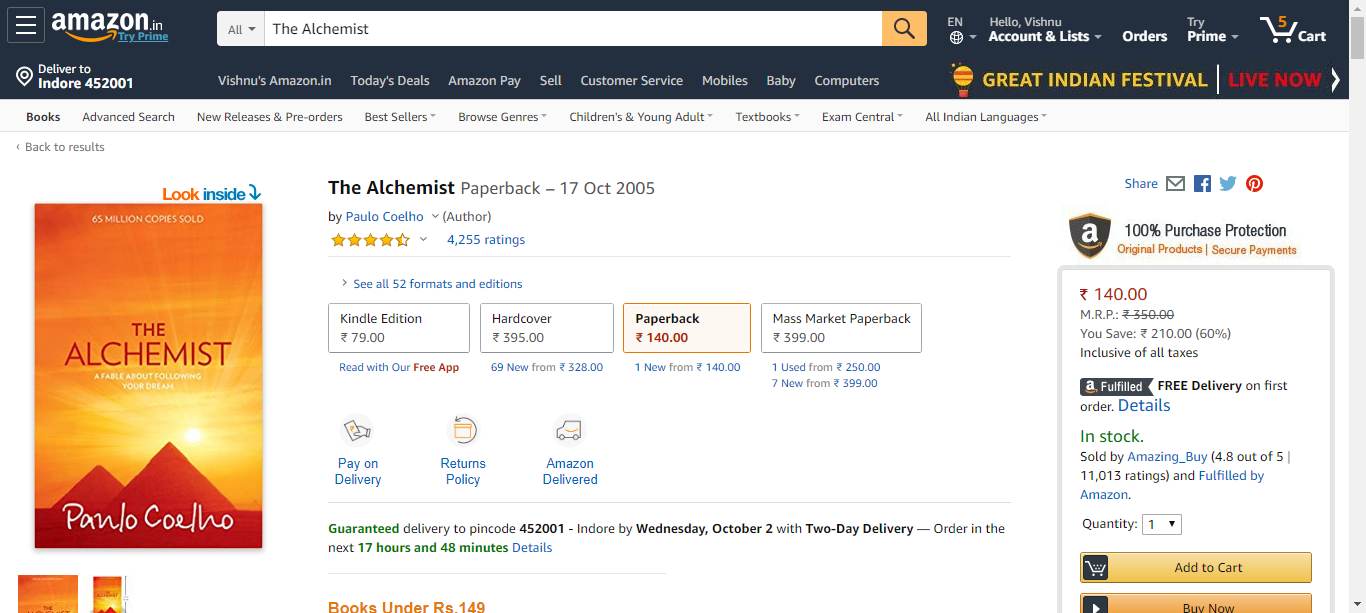 amazon.in
Try Prime
All
The Alchemist
EN
Hello, Vishnu
Account & Lists
Orders
Try
Prime
5
Cart
Deliver to
Indore 452001
Vishnu's Amazon.in Today's Deals Amazon Pay Sell Customer Service Mobiles Baby Computers
GREAT INDIAN FESTIVAL | LIVE NOW
Books Advanced Search New Releases & Pre-orders Best Sellers Browse Genres Children's & Young Adult Textbooks Exam Central All Indian Languages
‹ Back to results
Look inside
65 MILLION COPIES SOLD
THE
ALCHEMIST
A FABLE ABOUT FOLLOWING
YOUR DREAM
Paulo Coelho
The Alchemist Paperback – 17 Oct 2005
by Paulo Coelho (Author)
4,255 ratings
See all 52 formats and editions
Kindle Edition
₹ 79.00
Read with Our Free App
Hardcover
₹ 395.00
69 New from ₹ 328.00
Paperback
₹ 140.00
1 New from ₹ 140.00
Mass Market Paperback
₹ 399.00
1 Used from ₹ 250.00
7 New from ₹ 399.00
Pay on
Delivery
Returns
Policy
Amazon
Delivered
Guaranteed delivery to pincode 452001 - Indore by Wednesday, October 2 with Two-Day Delivery — Order in the
next 17 hours and 48 minutes Details
Books Under Rs.149
Share
a
100% Purchase Protection
Original Products | Secure Payments
₹ 140.00
M.R.P.: ₹ 350.00
You Save: ₹ 210.00 (60%)
Inclusive of all taxes
a Fulfilled FREE Delivery on first
order. Details
In stock.
Sold by Amazing_Buy (4.8 out of 5 |
11,013 ratings) and Fulfilled by
Amazon.
Quantity: 1
Add to Cart
Buy Now